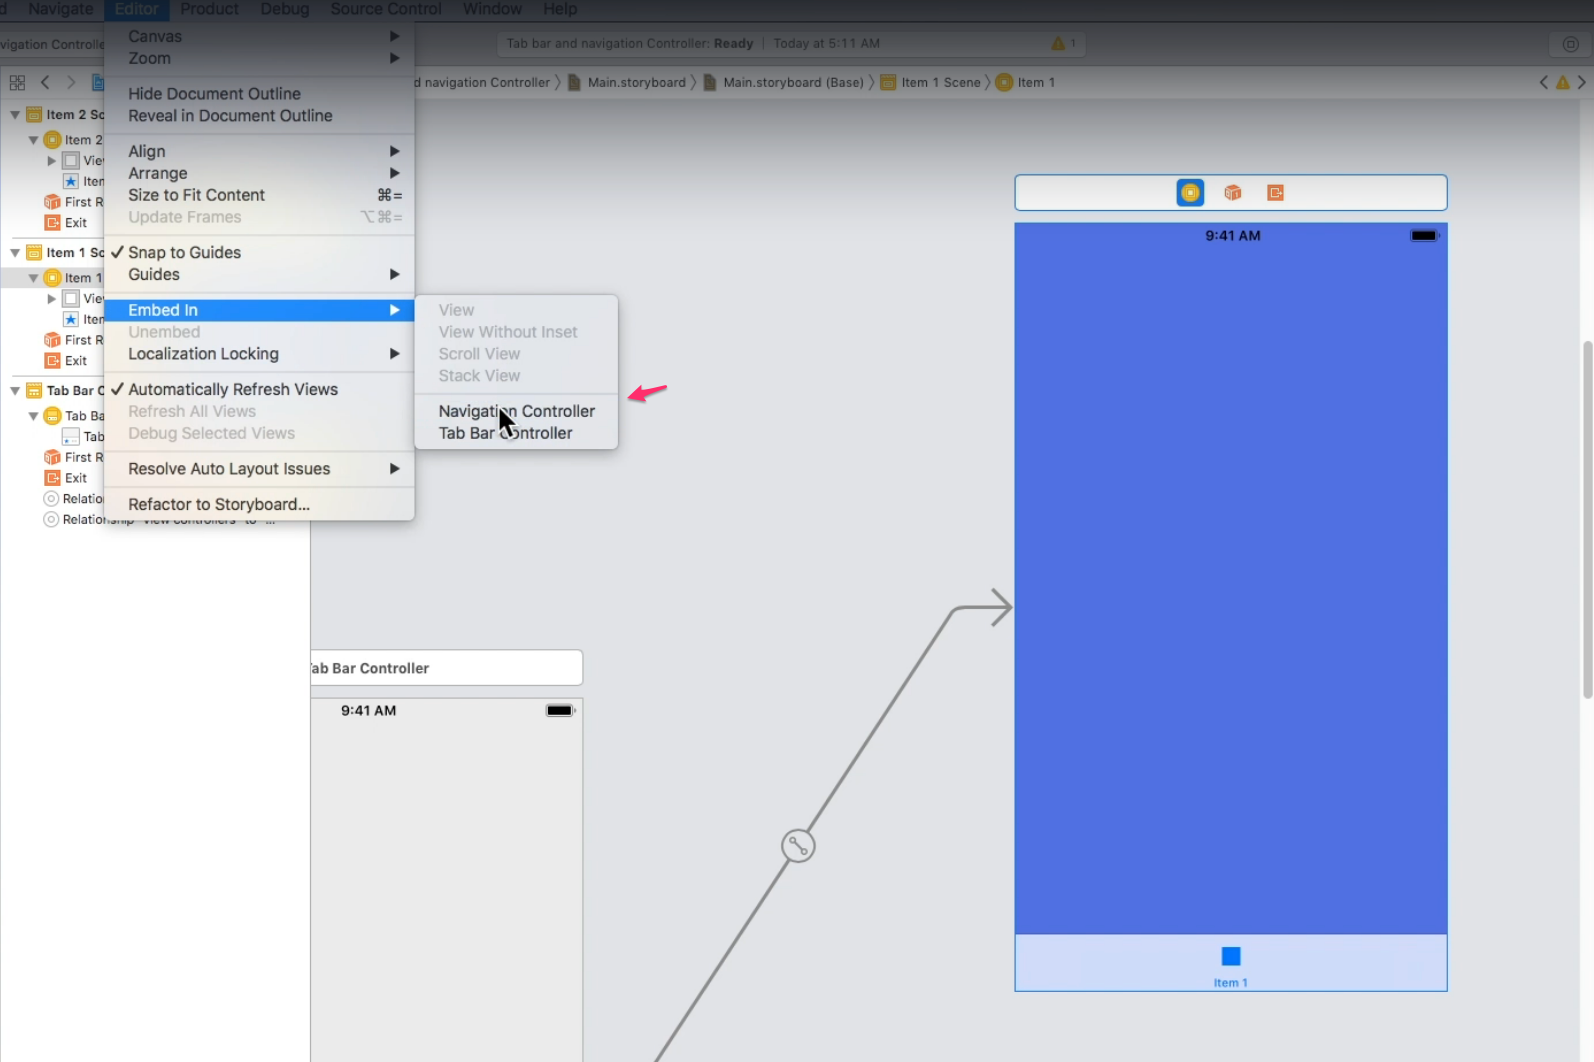 Navigate Editor Product Debug Source Control Window Help
vigation Controlle
Tab bar and navigation Controller: Ready | Today at 5:11 AM 1
d navigation Controller Main.storyboard Main.storyboard (Base) Item 1 Scene Item 1
Canvas
Zoom
Hide Document Outline
Reveal in Document Outline
Align
Arrange
Size to Fit Content ⌘=
Update Frames ⌥⌘=
✓ Snap to Guides
Guides
Embed In
Unembed
Localization Locking
✓ Automatically Refresh Views
Refresh All Views
Debug Selected Views
Resolve Auto Layout Issues
Refactor to Storyboard...
View
View Without Inset
Scroll View
Stack View
Navigation Controller
Tab Bar Controller
Item 2 Sc
Item 2
Vie
Iten
First R
Exit
Item 1 Sc
Item 1
Vie
Iten
First R
Exit
Tab Bar C
Tab Ba
Tab
First R
Exit
Relatio
Relationship "view controllers" to "...
Tab Bar Controller
9:41 AM
9:41 AM
Item 1